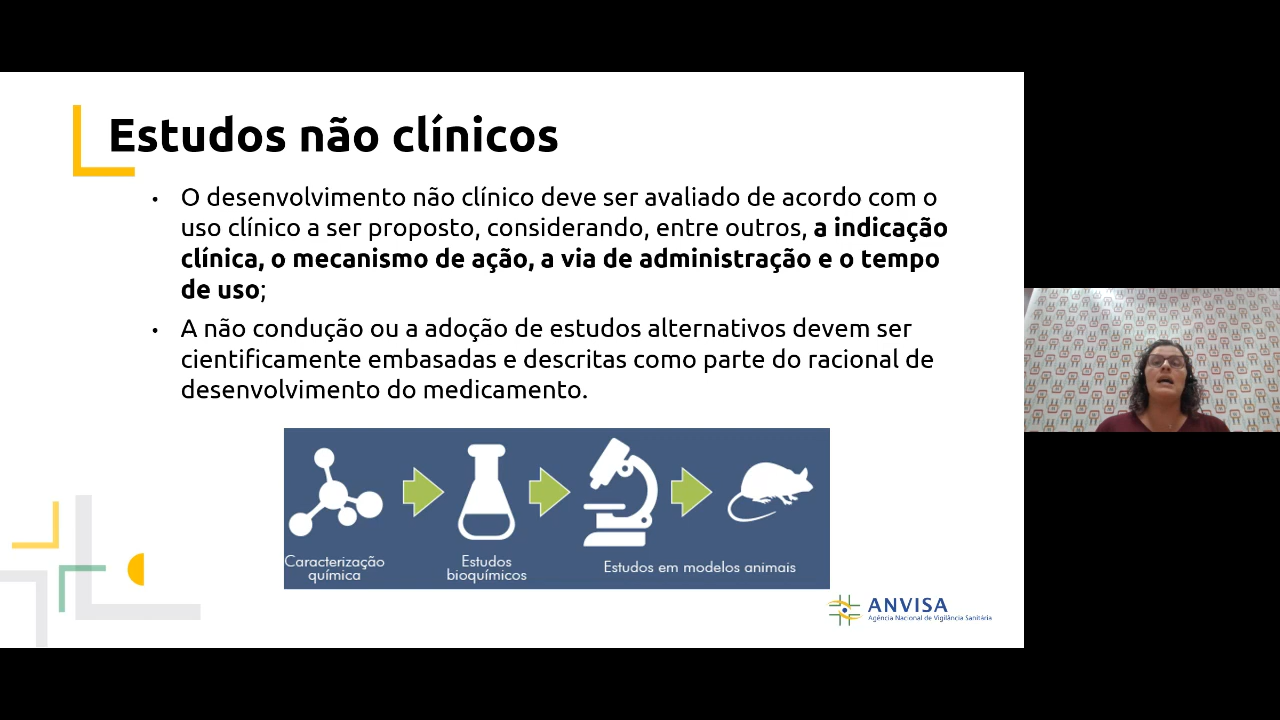 Estudos não clínicos
• O desenvolvimento não clínico deve ser avaliado de acordo com o
uso clínico a ser proposto, considerando, entre outros, a indicação
clínica, o mecanismo de ação, a via de administração e o tempo
de uso;
• A não condução ou a adoção de estudos alternativos devem ser
cientificamente embasadas e descritas como parte do racional de
desenvolvimento do medicamento.
Caracterização
química
Estudos
bioquímicos
Estudos em modelos animais
ANVISA
Agência Nacional de Vigilância Sanitária